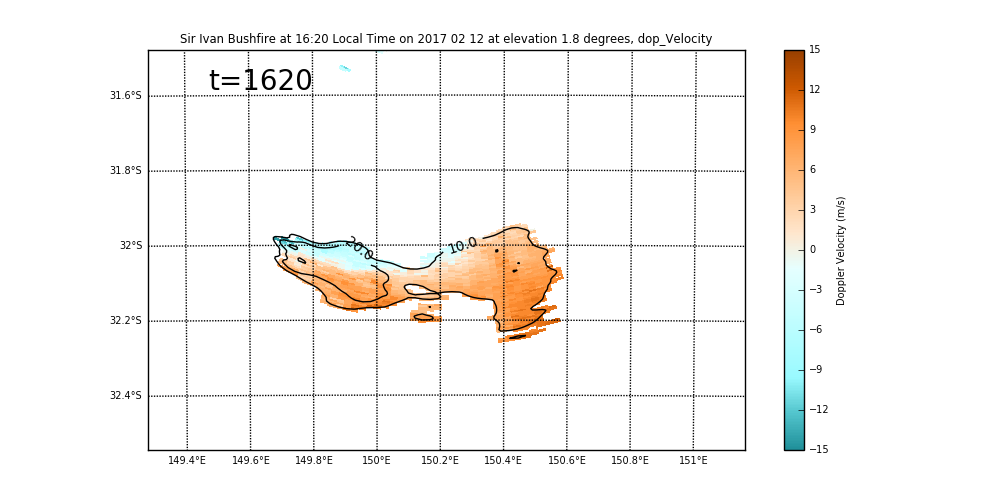 Sir Ivan Bushfire at 16:20 Local Time on 2017 02 12 at elevation 1.8 degrees, dop_Velocity
t=1620
31.6°S
31.8°S
32°S
32.2°S
32.4°S
10.0
149.4°E 149.6°E 149.8°E 150°E 150.2°E 150.4°E 150.6°E 150.8°E 151°E
15
12
9
6
3
0
−3
−6
−9
−12
−15
Doppler Velocity (m/s)